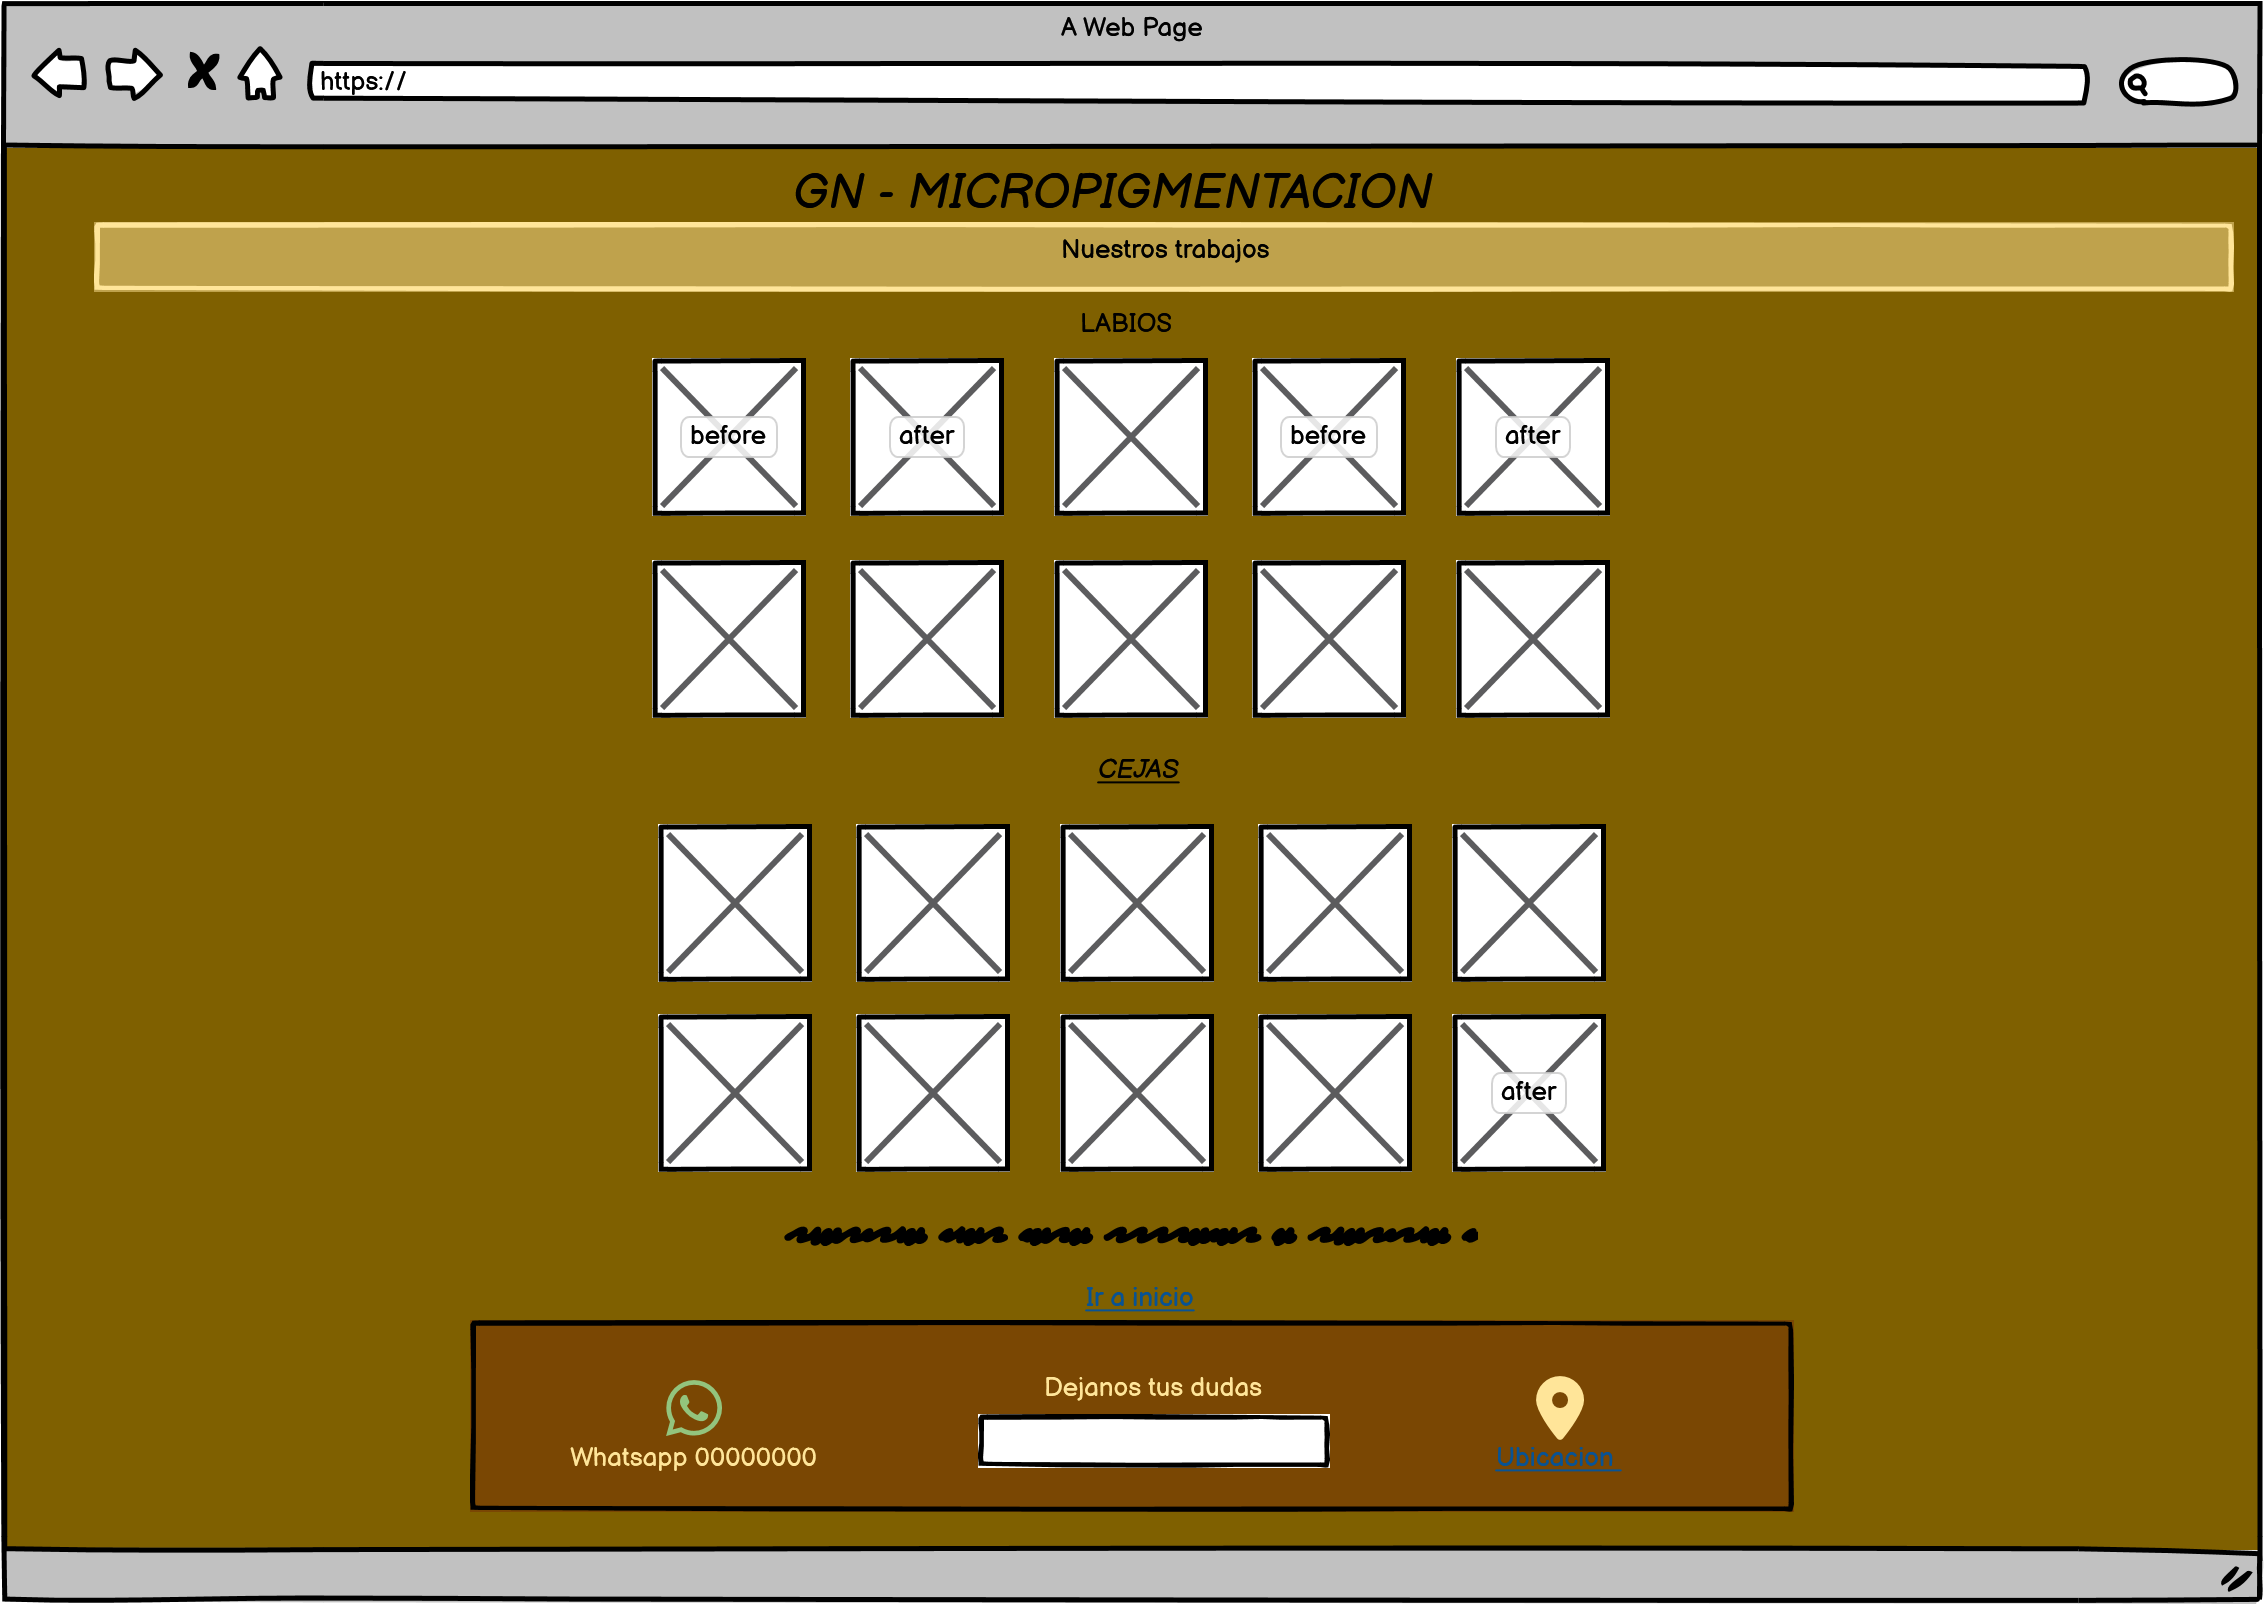 A Web Page
https://
GN - MICROPIGMENTACION
Nuestros trabajos
LABIOS
before after before after
CEJAS
after
Ir a inicio
Dejanos tus dudas
Whatsapp 00000000
Ubicacion